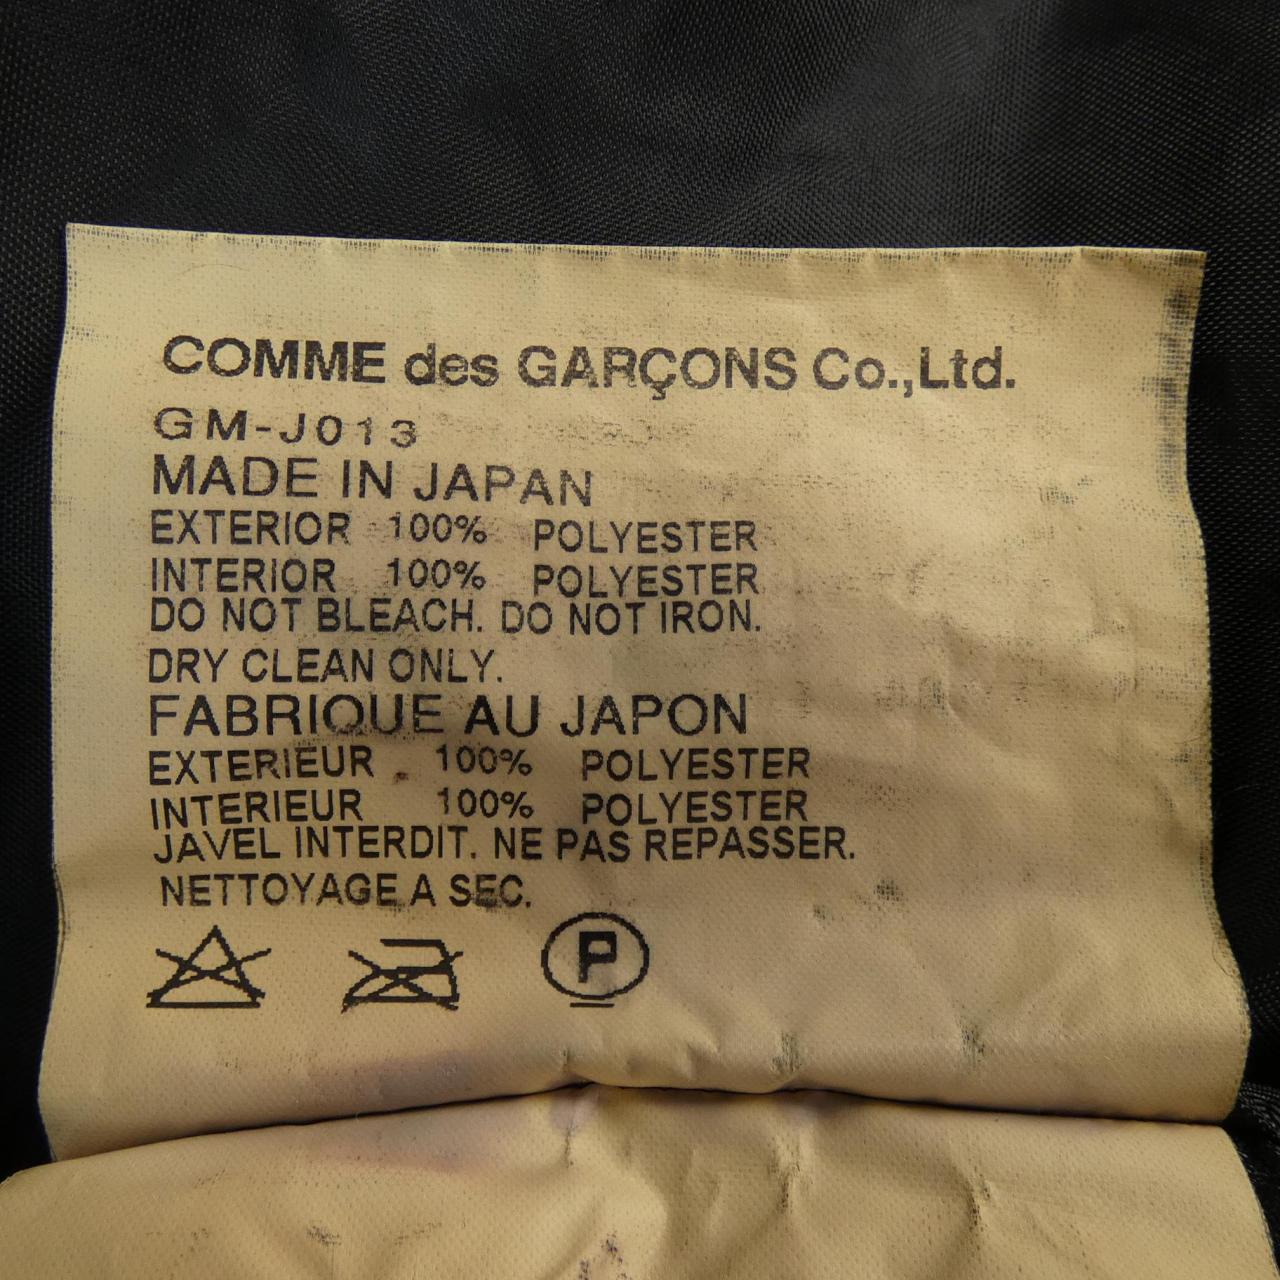 COMME des GARÇONS Co.,Ltd.
GM-J013
MADE IN JAPAN
EXTERIOR 100% POLYESTER
INTERIOR 100% POLYESTER
DO NOT BLEACH. DO NOT IRON.
DRY CLEAN ONLY.
FABRIQUE AU JAPON
EXTERIEUR 100% POLYESTER
INTERIEUR 100% POLYESTER
JAVEL INTERDIT. NE PAS REPASSER.
NETTOYAGE A SEC.
P